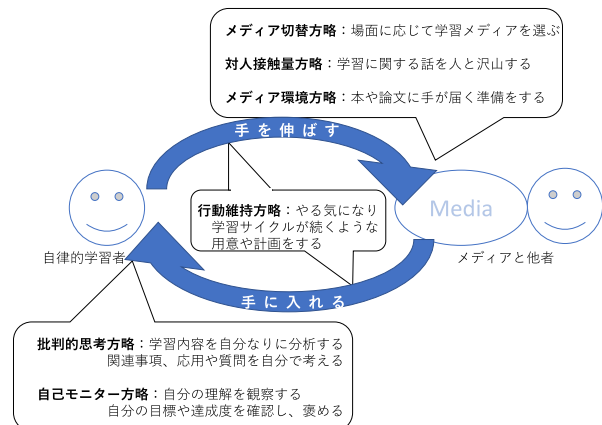 メディア切替方略：場面に応じて学習メディアを選ぶ
対人接触量方略：学習に関する話を人と沢山する
メディア環境方略：本や論文に手が届く準備をする
手を伸ばす
行動維持方略：やる気になり
学習サイクルが続くような
用意や計画をする
Media
自律的学習者
メディアと他者
手に入れる
批判的思考方略：学習内容を自分なりに分析する
関連事項、応用や質問を自分で考える
自己モニター方略：自分の理解を観察する
自分の目標や達成度を確認し、褒める